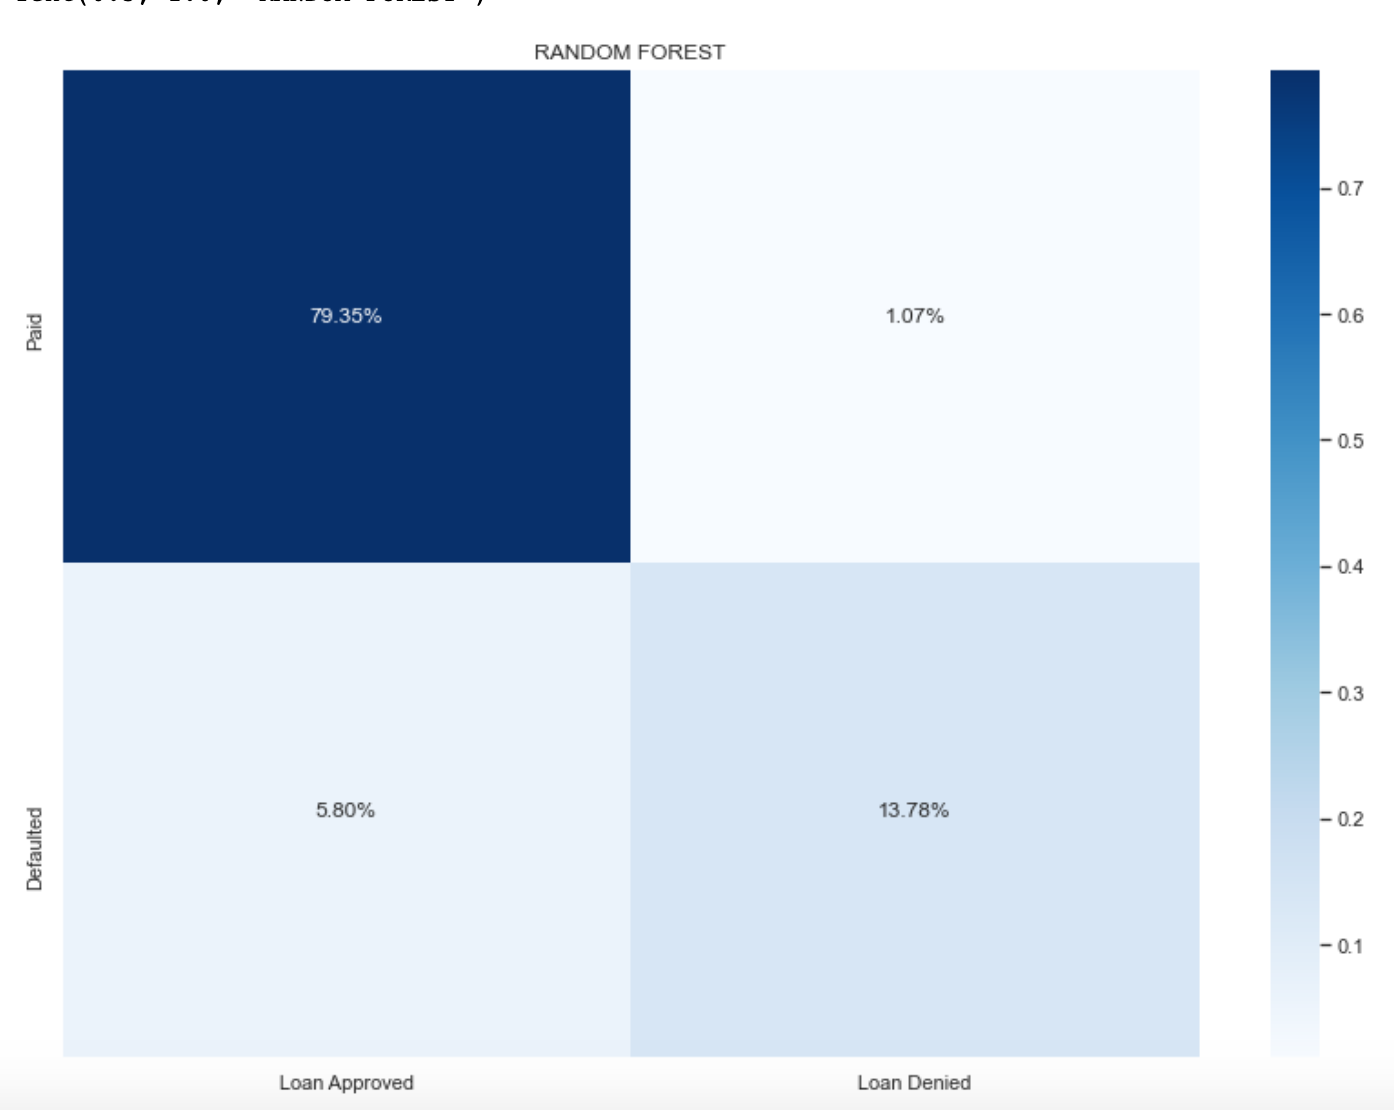 RANDOM FOREST
Paid
79.35%
1.07%
Defaulted
5.80%
13.78%
Loan Approved
Loan Denied
0.7
0.6
0.5
0.4
0.3
0.2
0.1